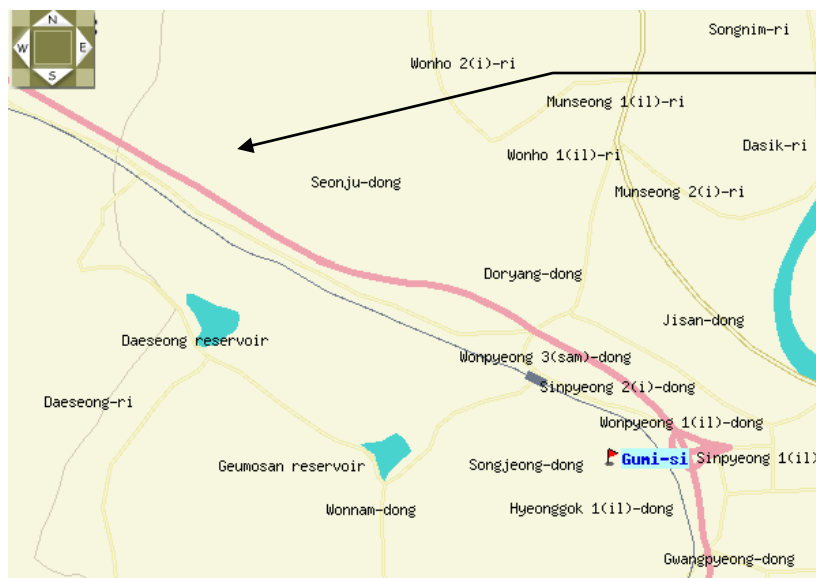 N
W E
S
Songnim-ri
Wonho 2(i)-ri
Munseong 1(il)-ri
Dasik-ri
Wonho 1(il)-ri
Seonju-dong
Munseong 2(i)-ri
Doryang-dong
Jisan-dong
Daeseong reservoir
Wonpyeong 3(sam)-dong
Sinpyeong 2(i)-dong
Daeseong-ri
Wonpyeong 1(il)-dong
Geumosan reservoir
Songjeong-dong
Gumi-si
Sinpyeong 1(il)
Wonnam-dong
Hyeonggok 1(il)-dong
Gwangpyeong-dong